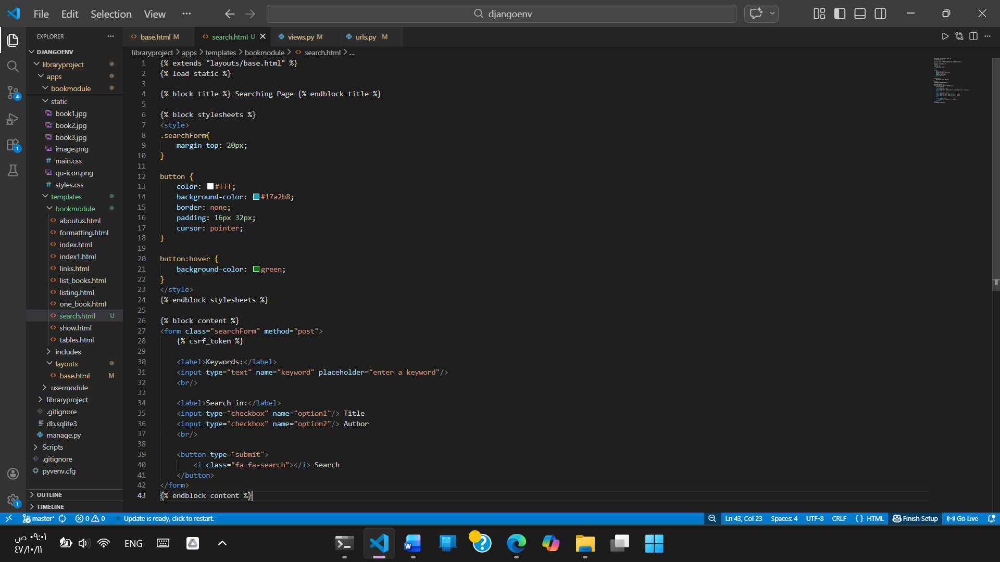 File Edit Selection View
djangoenv
EXPLORER
base.html M
search.html U
views.py M
urls.py M
libraryproject > apps > templates > bookmodule > search.html > ...
DJANGOENV
libraryproject
apps
bookmodule
static
book1.jpg
book2.jpg
book3.jpg
image.png
main.css
qu-icon.png
styles.css
templates
bookmodule
aboutus.html
formatting.html
index.html
index1.html
links.html
list_books.html
listing.html
one_book.html
search.html U
show.html
tables.html
includes
layouts
base.html M
usermodule
libraryproject
.gitignore
db.sqlite3
manage.py
Scripts
.gitignore
pyvenv.cfg
OUTLINE
TIMELINE
4
1
1
1 {% extends "layouts/base.html" %}
2 {% load static %}
3
4 {% block title %} Searching Page {% endblock title %}
5
6 {% block stylesheets %}
7 <style>
8 .searchForm{
9 margin-top: 20px;
10 }
11
12 button {
13 color: #fff;
14 background-color: #17a2b8;
15 border: none;
16 padding: 16px 32px;
17 cursor: pointer;
18 }
19
20 button:hover {
21 background-color: green;
22 }
23 </style>
24 {% endblock stylesheets %}
25
26 {% block content %}
27 <form class="searchForm" method="post">
28 {% csrf_token %}
29
30 <label>Keywords:</label>
31 <input type="text" name="keyword" placeholder="enter a keyword"/>
32 <br/>
33
34 <label>Search in:</label>
35 <input type="checkbox" name="option1"/> Title
36 <input type="checkbox" name="option2"/> Author
37 <br/>
38
39 <button type="submit">
40 <i class="fa fa-search"></i> Search
41 </button>
42 </form>
43 {% endblock content %}
master* 0 0 Update is ready, click to restart.
Ln 43, Col 23 Spaces: 4 UTF-8 CRLF { } HTML Finish Setup Go Live
٠٩:٠١ ص
٤٧/١٠/١١
ENG